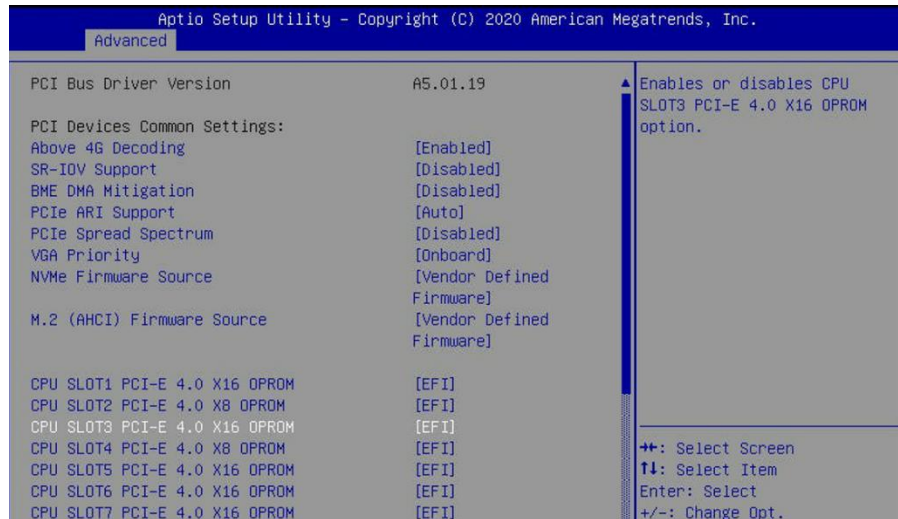 Aptio Setup Utility – Copyright (C) 2020 American Megatrends, Inc.
Advanced
PCI Bus Driver Version A5.01.19
PCI Devices Common Settings:
Above 4G Decoding [Enabled]
SR-IOV Support [Disabled]
BME DMA Mitigation [Disabled]
PCIe ARI Support [Auto]
PCIe Spread Spectrum [Disabled]
VGA Priority [Onboard]
NVMe Firmware Source [Vendor Defined
Firmware]
M.2 (AHCI) Firmware Source [Vendor Defined
Firmware]
CPU SLOT1 PCI-E 4.0 X16 OPROM [EFI]
CPU SLOT2 PCI-E 4.0 X8 OPROM [EFI]
CPU SLOT3 PCI-E 4.0 X16 OPROM [EFI]
CPU SLOT4 PCI-E 4.0 X8 OPROM [EFI]
CPU SLOT5 PCI-E 4.0 X16 OPROM [EFI]
CPU SLOT6 PCI-E 4.0 X16 OPROM [EFI]
CPU SLOT7 PCI-E 4.0 X16 OPROM [EFI]
Enables or disables CPU
SLOT3 PCI-E 4.0 X16 OPROM
option.
→←: Select Screen
↑↓: Select Item
Enter: Select
+/-: Change Opt.